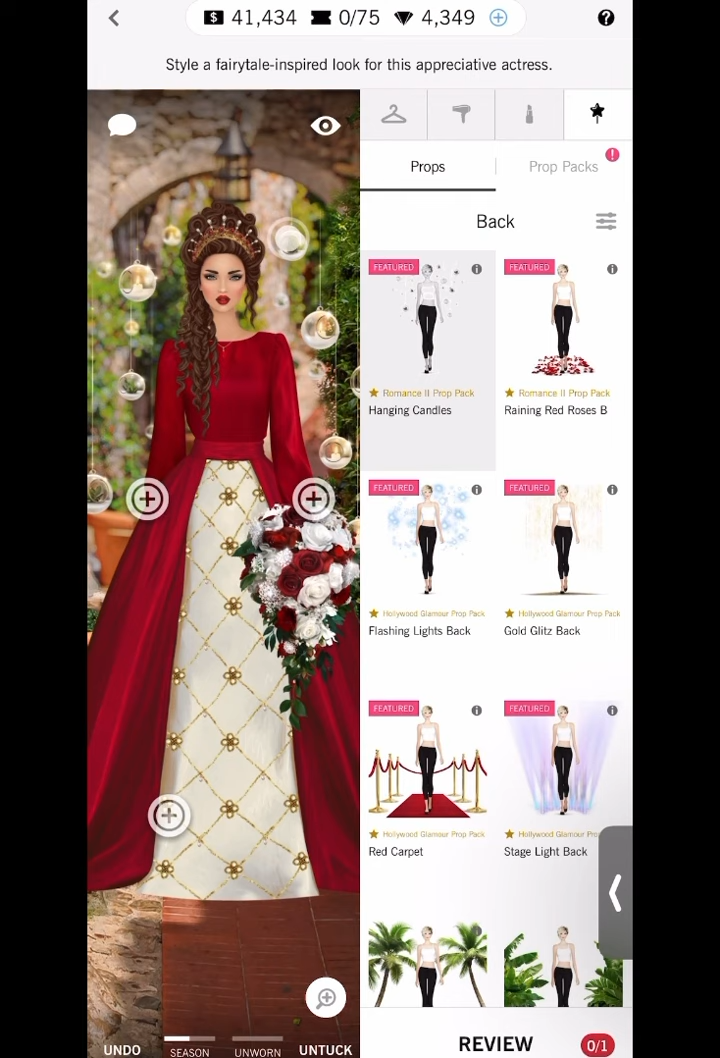 $ 41,434 0/75 4,349
Style a fairytale-inspired look for this appreciative actress.
Props Prop Packs !
Back
FEATURED
Romance II Prop Pack
Hanging Candles
FEATURED
Romance II Prop Pack
Raining Red Roses B
FEATURED
Hollywood Glamour Prop Pack
Flashing Lights Back
FEATURED
Hollywood Glamour Prop Pack
Gold Glitz Back
FEATURED
Hollywood Glamour Prop Pack
Red Carpet
FEATURED
Hollywood Glamour Pro
Stage Light Back
UNDO SEASON UNWORN UNTUCK
REVIEW 0/1